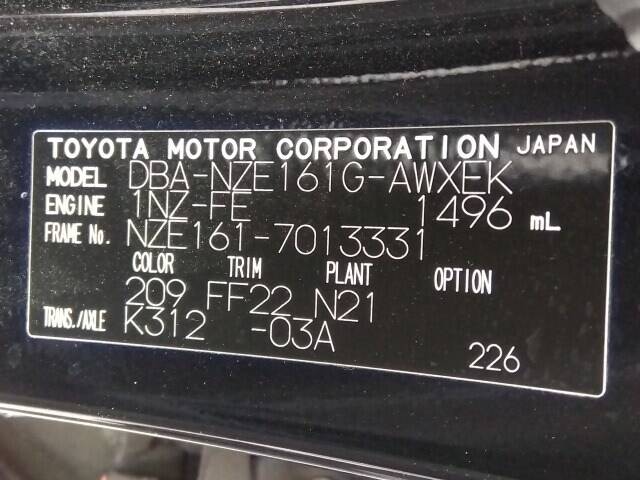 TOYOTA MOTOR CORPORATION JAPAN
MODEL DBA-NZE161G-AWXEK
ENGINE 1NZ-FE 1496 mL
FRAME No. NZE161-7013331
COLOR TRIM PLANT OPTION
209 FF22 N21
TRANS./AXLE K312 -03A
226